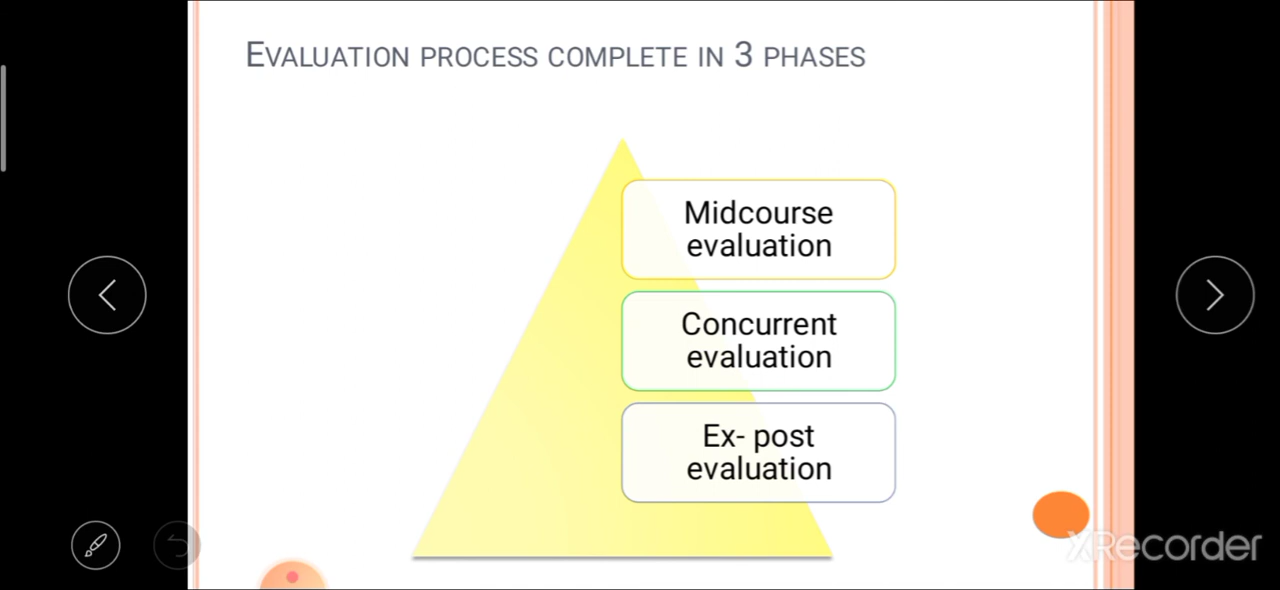 Evaluation process complete in 3 phases
Midcourse
evaluation
Concurrent
evaluation
Ex- post
evaluation
XRecorder